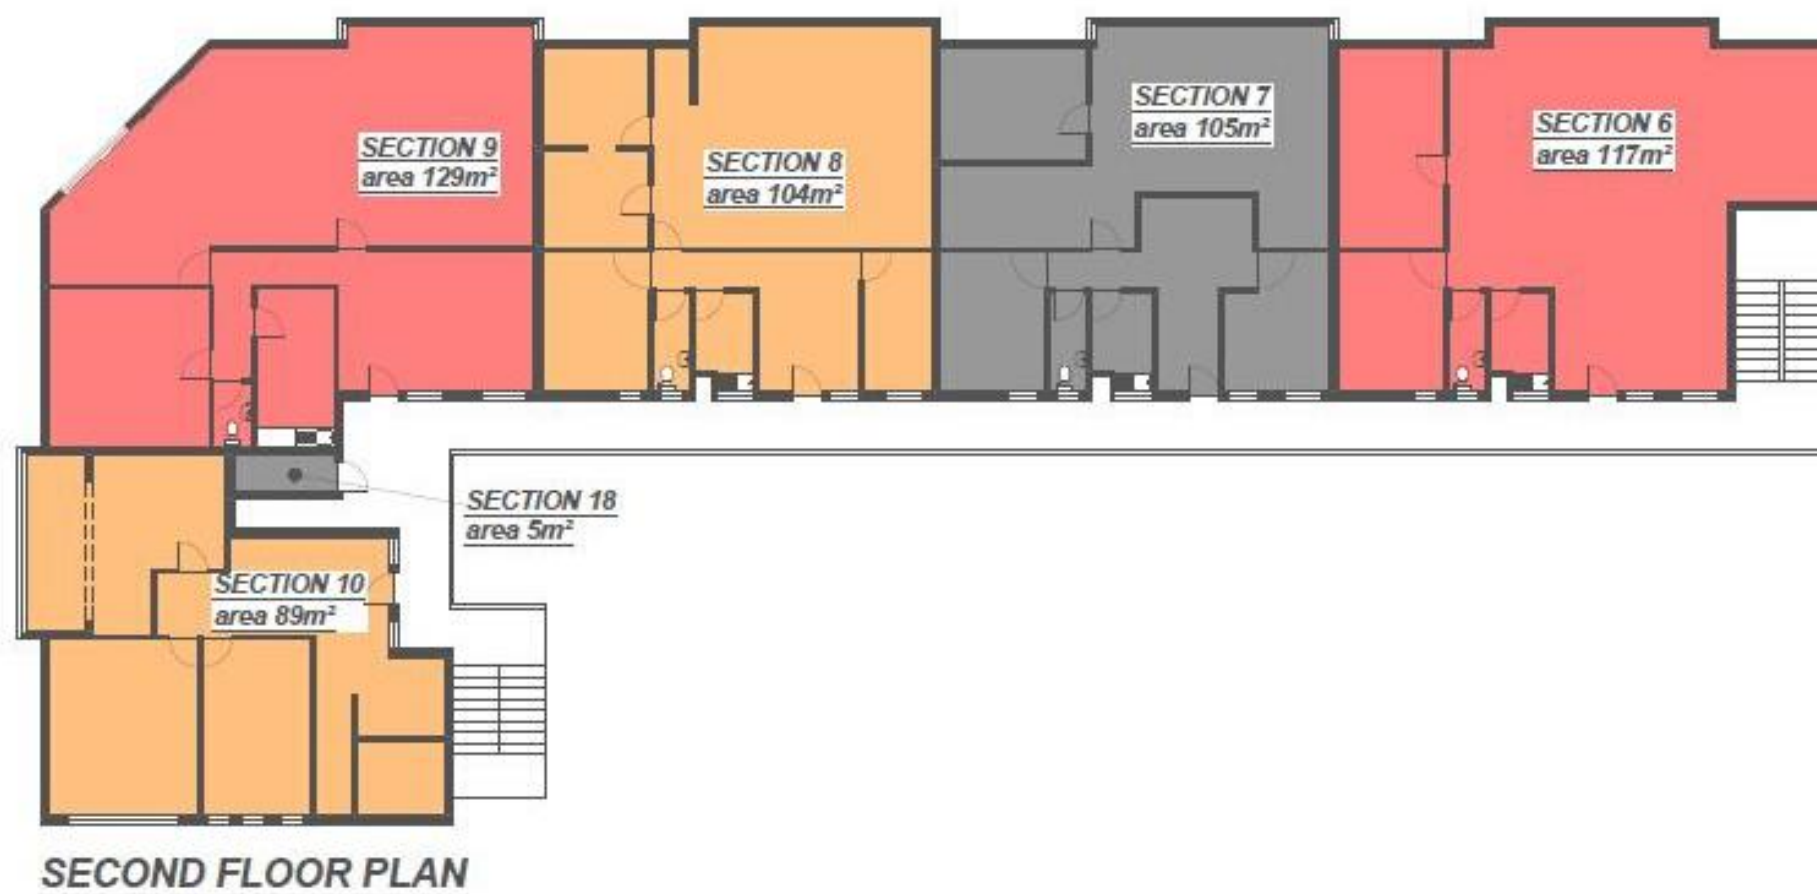 SECTION 9
area 129m²
SECTION 8
area 104m²
SECTION 7
area 105m²
SECTION 6
area 117m²
SECTION 18
area 5m²
SECTION 10
area 89m²
SECOND FLOOR PLAN